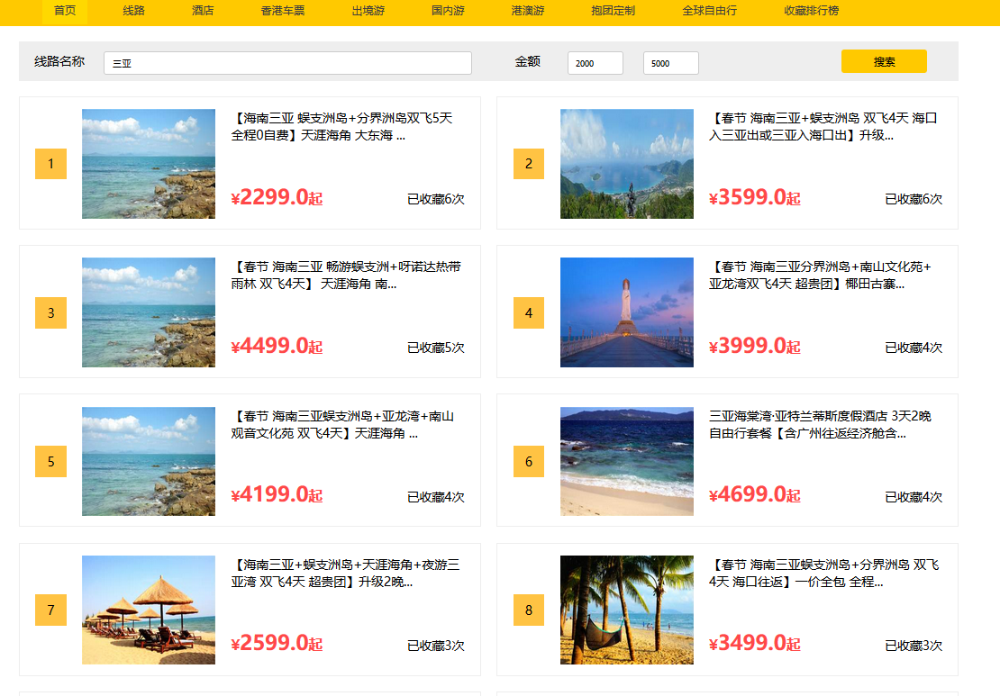 首页 线路 酒店 香港车票 出境游 国内游 港澳游 抱团定制 全球自由行 收藏排行榜
线路名称 三亚 金额 2000 5000 搜索
1
【海南三亚 蜈支洲岛+分界洲岛双飞5天
全程0自费】天涯海角 大东海 ...
¥2299.0起 已收藏6次
2
【春节 海南三亚+蜈支洲岛 双飞4天 海口
入三亚出或三亚入海口出】升级...
¥3599.0起 已收藏6次
3
【春节 海南三亚 畅游蜈支洲+呀诺达热带
雨林 双飞4天】 天涯海角 南...
¥4499.0起 已收藏5次
4
【春节 海南三亚分界洲岛+南山文化苑+
亚龙湾双飞4天 超贵团】椰田古寨...
¥3999.0起 已收藏4次
5
【春节 海南三亚蜈支洲岛+亚龙湾+南山
观音文化苑 双飞4天】天涯海角 ...
¥4199.0起 已收藏4次
6
三亚海棠湾·亚特兰蒂斯度假酒店 3天2晚
自由行套餐【含广州往返经济舱含...
¥4699.0起 已收藏4次
7
【海南三亚+蜈支洲岛+天涯海角+夜游三
亚湾 双飞4天 超贵团】升级2晚...
¥2599.0起 已收藏3次
8
【春节 海南三亚蜈支洲岛+分界洲岛 双飞
4天 海口往返】一价全包 全程...
¥3499.0起 已收藏3次